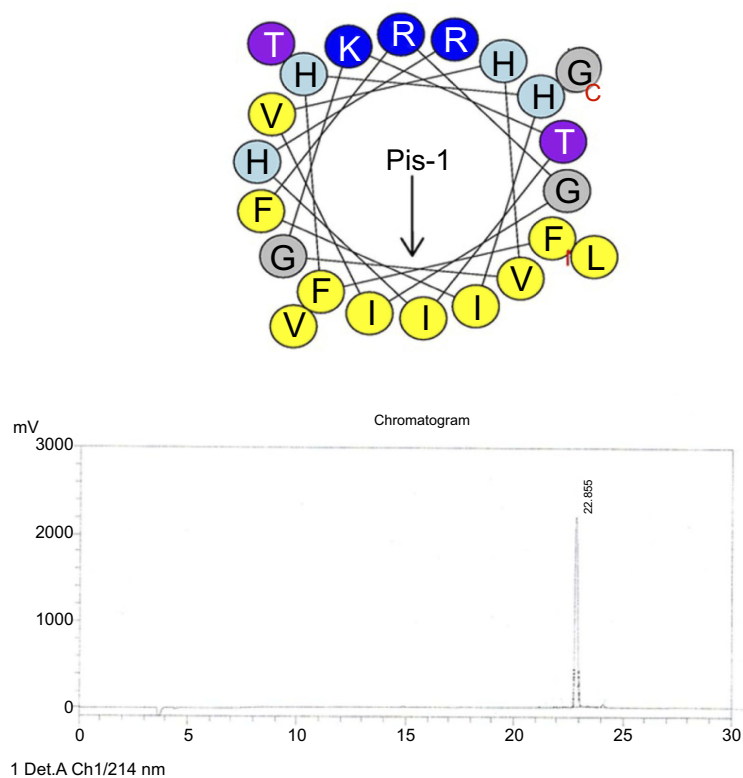 T K R R H G
H H C
V T
Pis-1
H G
F F L
G I
F V
V I I I
mV Chromatogram
3000
22.855
2000
1000
0
0 5 10 15 20 25 30
1 Det.A Ch1/214 nm